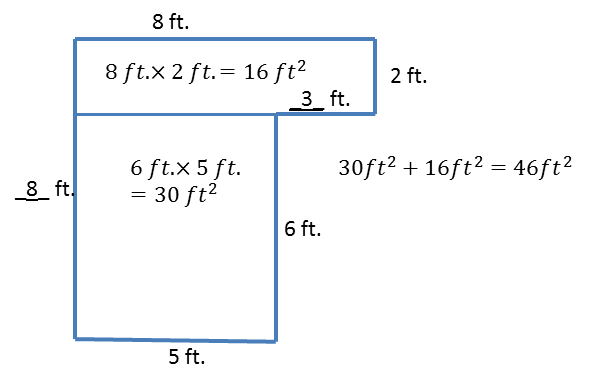 8 ft.
8 ft.× 2 ft.= 16 ft²
2 ft.
_3_ ft.
6 ft.× 5 ft.
= 30 ft²
30ft² + 16ft² = 46ft²
_8_ ft.
6 ft.
5 ft.